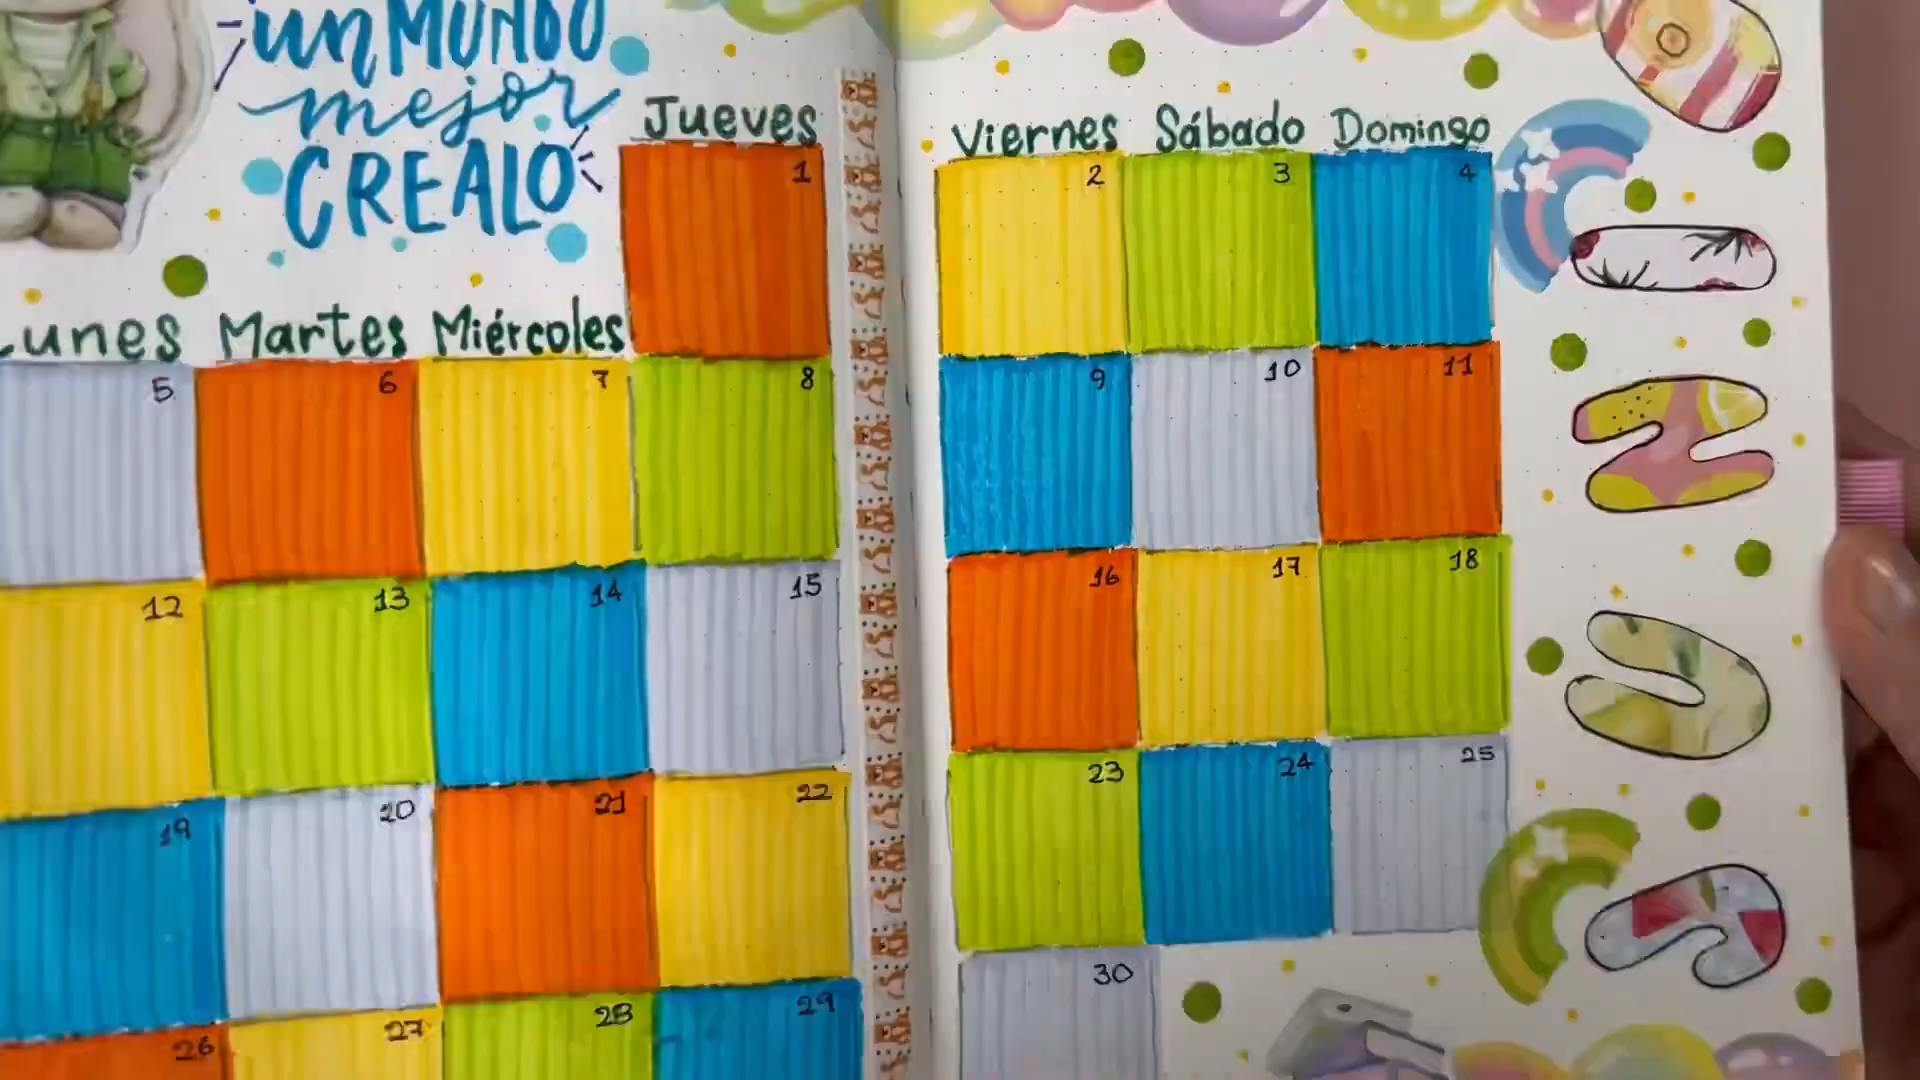 un MUNDO
mejor
CREALO
Jueves
Viernes Sábado Domingo
1 2 3 4
Martes Miércoles
5 6 7 8 9 10 11
12 13 14 15 16 17 18
19 20 21 22 23 24 25
26 27 28 29 30
JUNIO